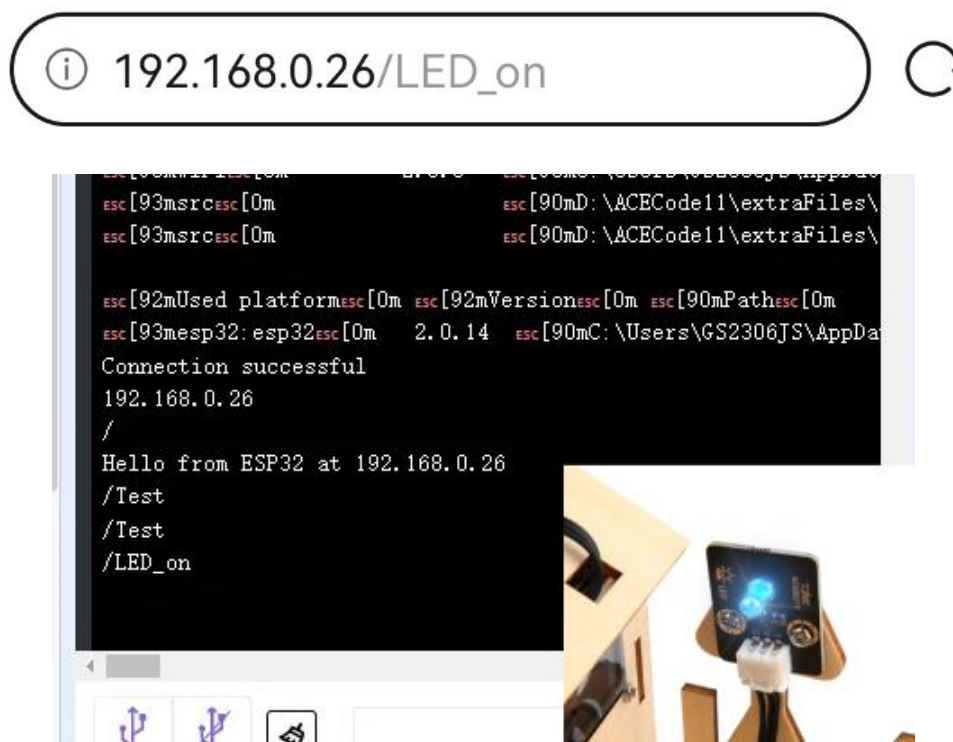 192.168.0.26/LED_on
ESC[93msrcESC[0m ESC[90mD:\ACECode11\extraFiles\
ESC[93msrcESC[0m ESC[90mD:\ACECode11\extraFiles\
ESC[92mUsed platformESC[0m ESC[92mVersionESC[0m ESC[90mPathESC[0m
ESC[93mesp32:esp32ESC[0m 2.0.14 ESC[90mC:\Users\GS2306JS\AppDa
Connection successful
192.168.0.26
/
Hello from ESP32 at 192.168.0.26
/Test
/Test
/LED_on